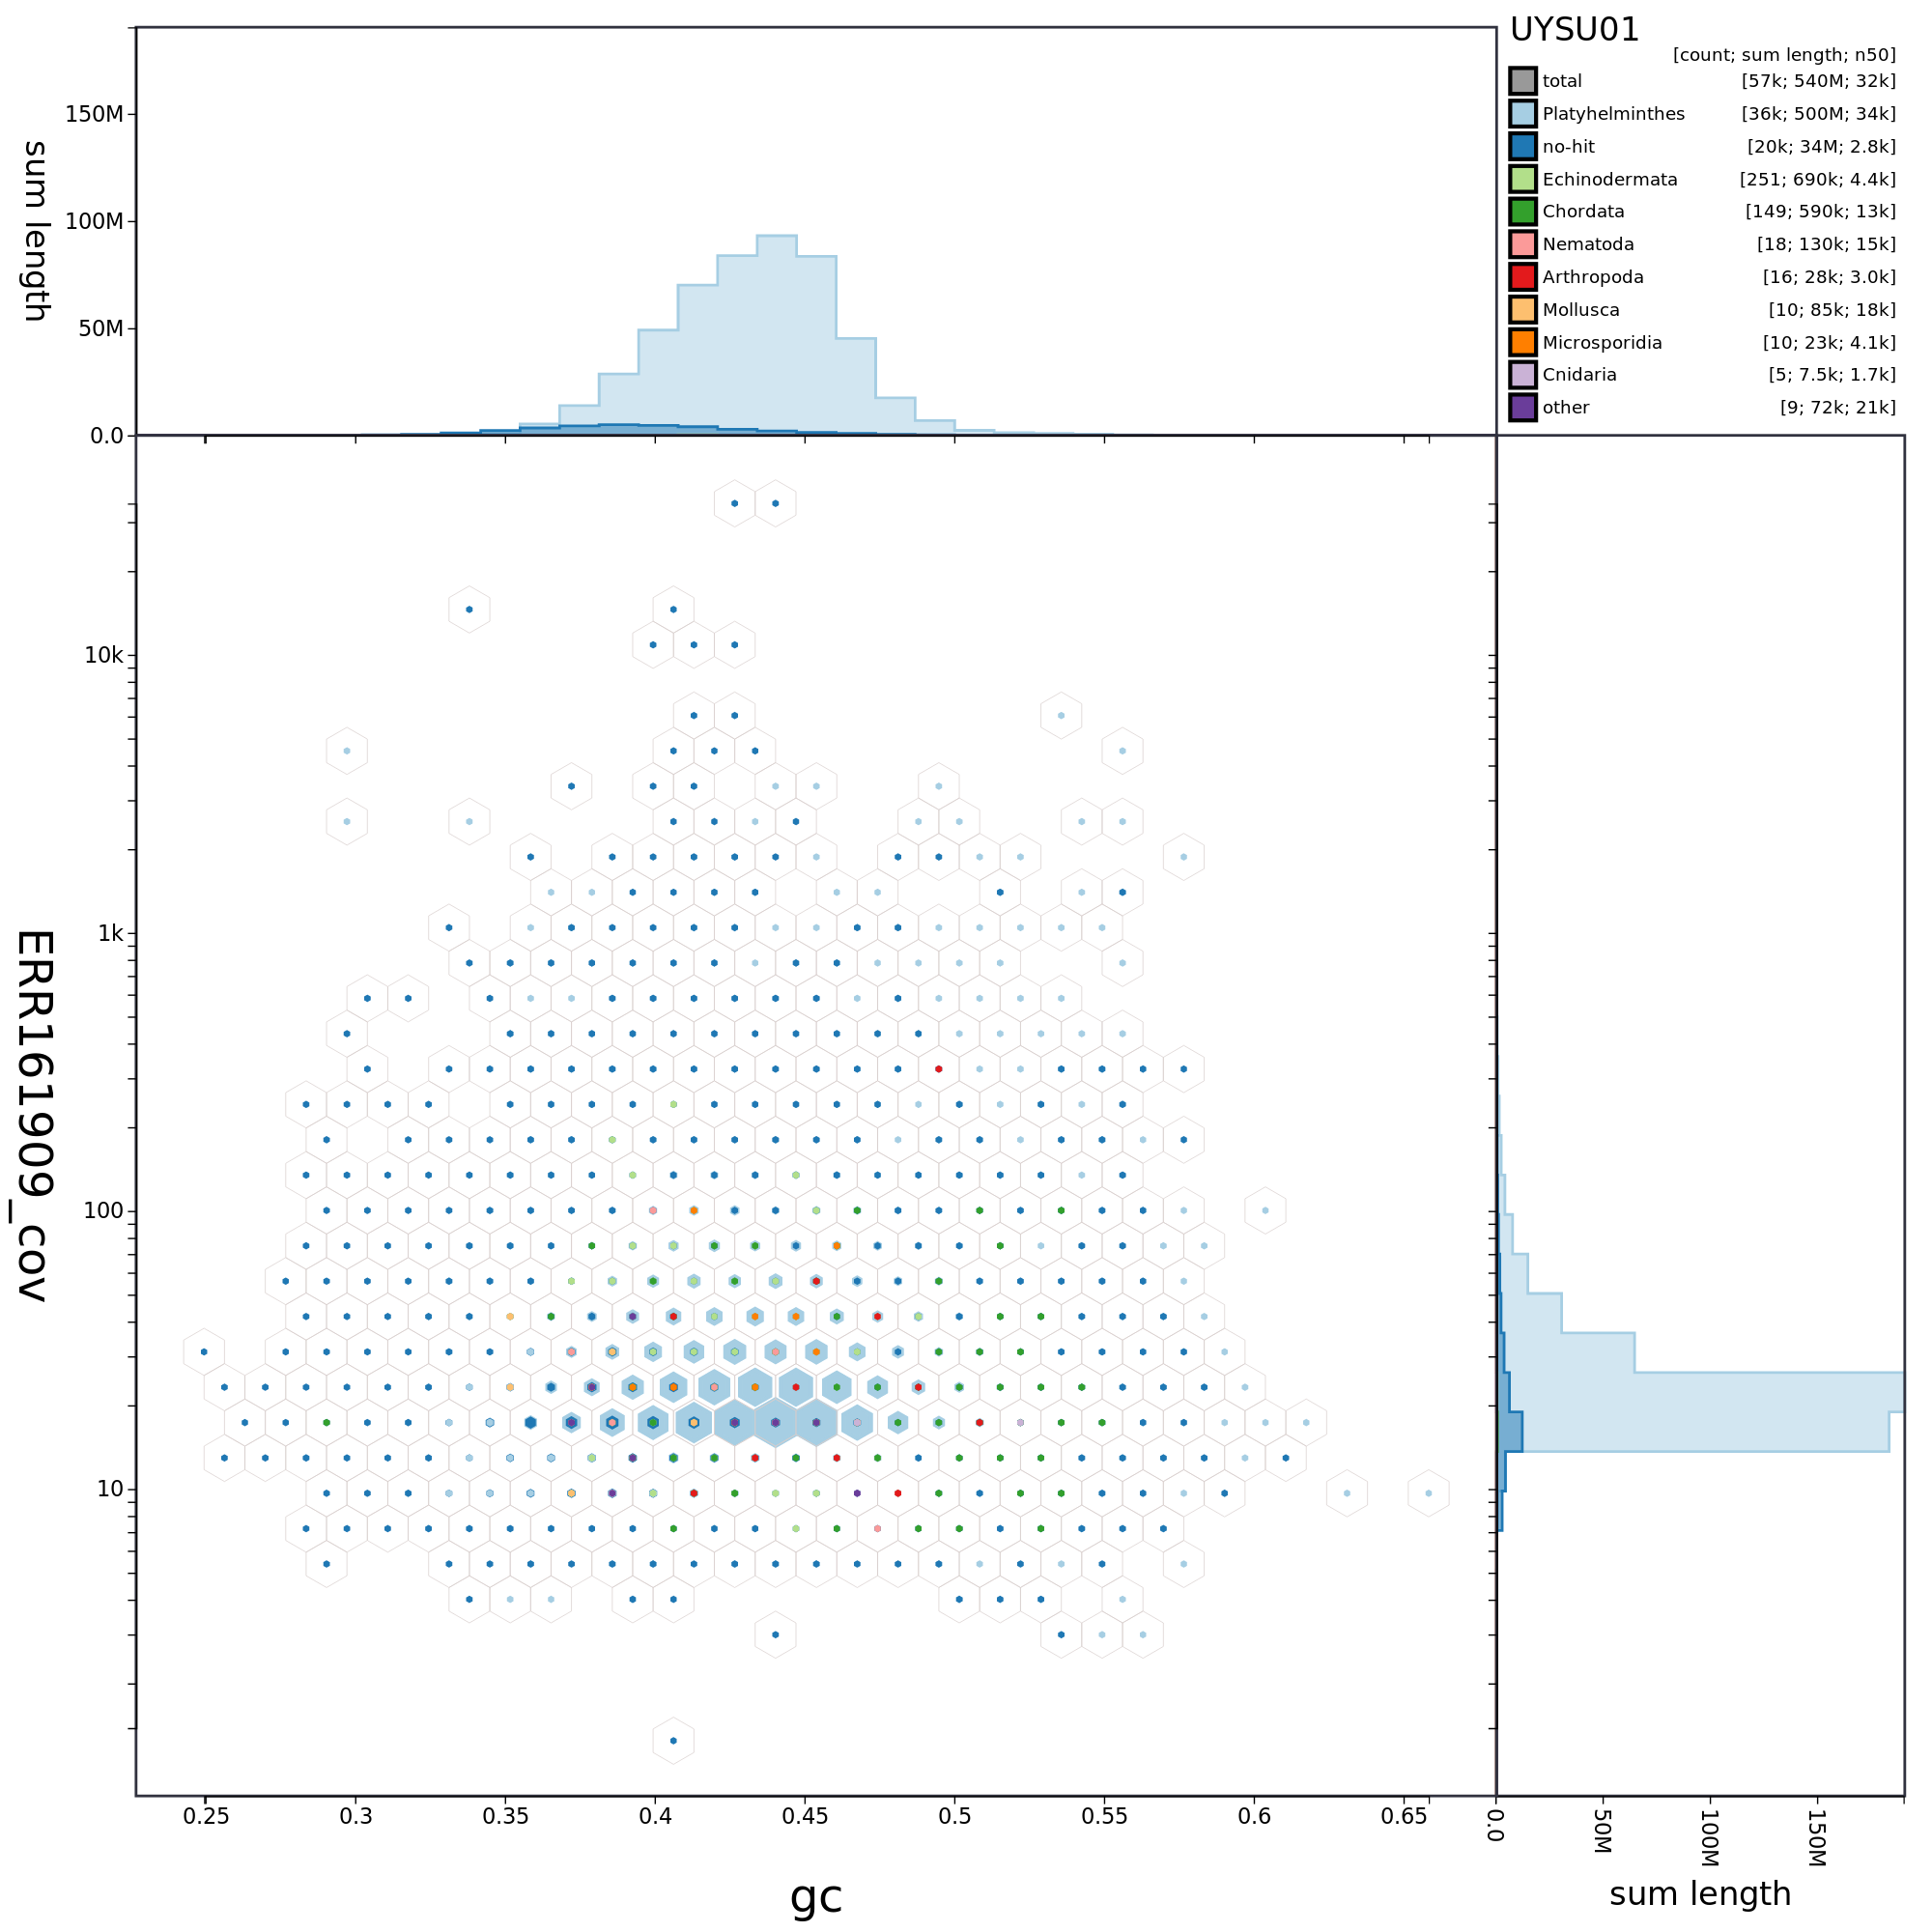 UYSU01
[count; sum length; n50]
total [57k; 540M; 32k]
Platyhelminthes [36k; 500M; 34k]
no-hit [20k; 34M; 2.8k]
Echinodermata [251; 690k; 4.4k]
Chordata [149; 590k; 13k]
Nematoda [18; 130k; 15k]
Arthropoda [16; 28k; 3.0k]
Mollusca [10; 85k; 18k]
Microsporidia [10; 23k; 4.1k]
Cnidaria [5; 7.5k; 1.7k]
other [9; 72k; 21k]
sum length
150M
100M
50M
0.0
ERR161909_cov
10k
1k
100
10
0.25 0.3 0.35 0.4 0.45 0.5 0.55 0.6 0.65
gc
0.0 50M 100M 150M
sum length